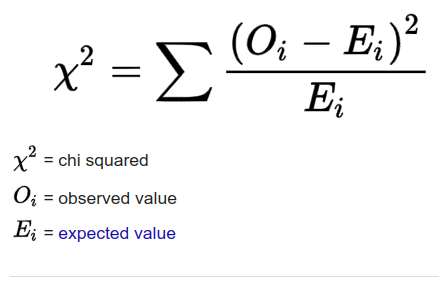 χ² = ∑ (Oᵢ − Eᵢ)² / Eᵢ
χ² = chi squared
Oᵢ = observed value
Eᵢ = expected value